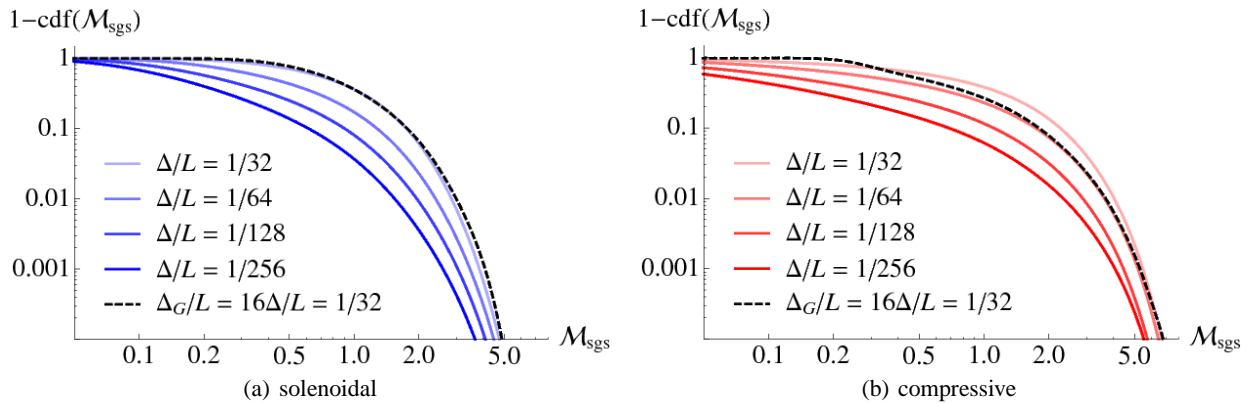 1−cdf(ℳsgs)
1
0.1
0.01
0.001
Δ/L = 1/32
Δ/L = 1/64
Δ/L = 1/128
Δ/L = 1/256
Δ_G/L = 16Δ/L = 1/32
0.1 0.2 0.5 1.0 2.0 5.0
ℳsgs
(a) solenoidal
1−cdf(ℳsgs)
1
0.1
0.01
0.001
Δ/L = 1/32
Δ/L = 1/64
Δ/L = 1/128
Δ/L = 1/256
Δ_G/L = 16Δ/L = 1/32
0.1 0.2 0.5 1.0 2.0 5.0
ℳsgs
(b) compressive